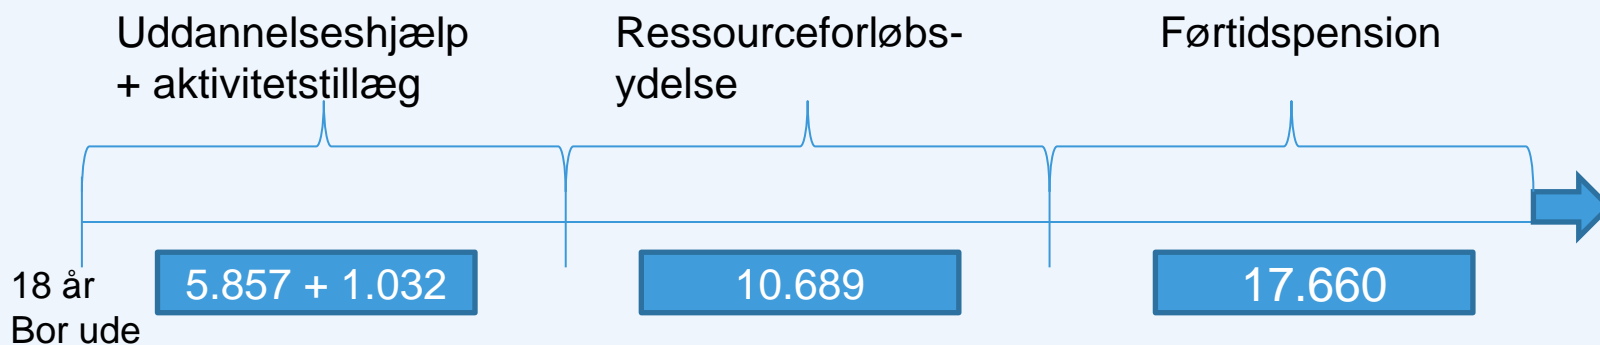 Uddannelseshjælp
+ aktivitetstillæg
Ressourceforløbs-
ydelse
Førtidspension
18 år
Bor ude
5.857 + 1.032
10.689
17.660